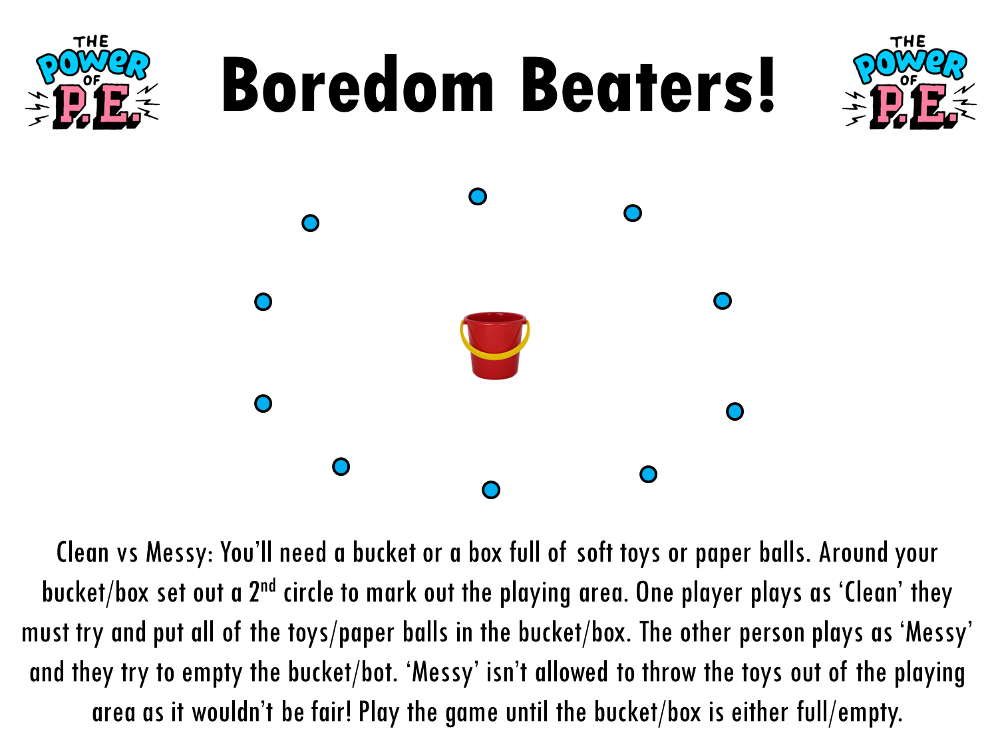 THE
POWER
OF
P.E.
Boredom Beaters!
THE
POWER
OF
P.E.
Clean vs Messy: You’ll need a bucket or a box full of soft toys or paper balls. Around your
bucket/box set out a 2nd circle to mark out the playing area. One player plays as ‘Clean’ they
must try and put all of the toys/paper balls in the bucket/box. The other person plays as ‘Messy’
and they try to empty the bucket/bot. ‘Messy’ isn’t allowed to throw the toys out of the playing
area as it wouldn’t be fair! Play the game until the bucket/box is either full/empty.